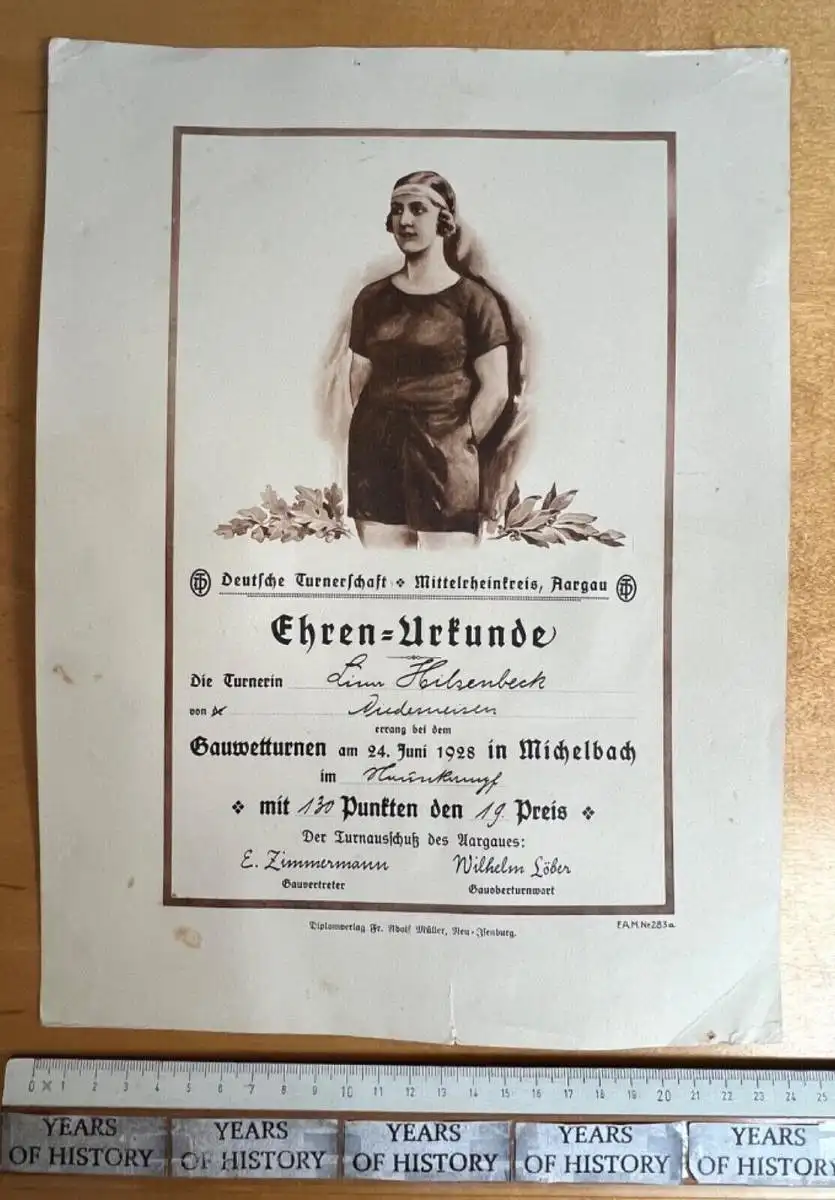 Deutsche Turnerschaft ❖ Mittelrheinkreis, Aargau
Ehren=Urkunde
Die Turnerin Hilsenbeck
von
errang bei dem
Gauwetturnen am 24. Juni 1928 in Michelbach
im
❖ mit 130 Punkten den 19. Preis ❖
Der Turnausschuß des Aargaues:
E. Zimmermann Wilhelm Löber
Gauvertreter Gauoberturnwart
Diplomverlag Fr. Adolf Müller, Neu-Isenburg.
F.A.M. Nr. 283a
0 1 2 3 4 5 6 7 8 9 10 11 12 13 14 15 16 17 18 19 20 21 22 23 24 25
YEARS YEARS YEARS YEARS YEARS
OF HISTORY OF HISTORY OF HISTORY OF HISTORY OF HISTORY